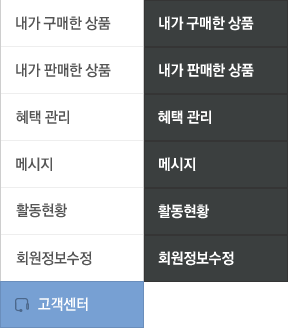 내가 구매한 상품 내가 구매한 상품
내가 판매한 상품 내가 판매한 상품
혜택 관리 혜택 관리
메시지 메시지
활동현황 활동현황
회원정보수정 회원정보수정
고객센터